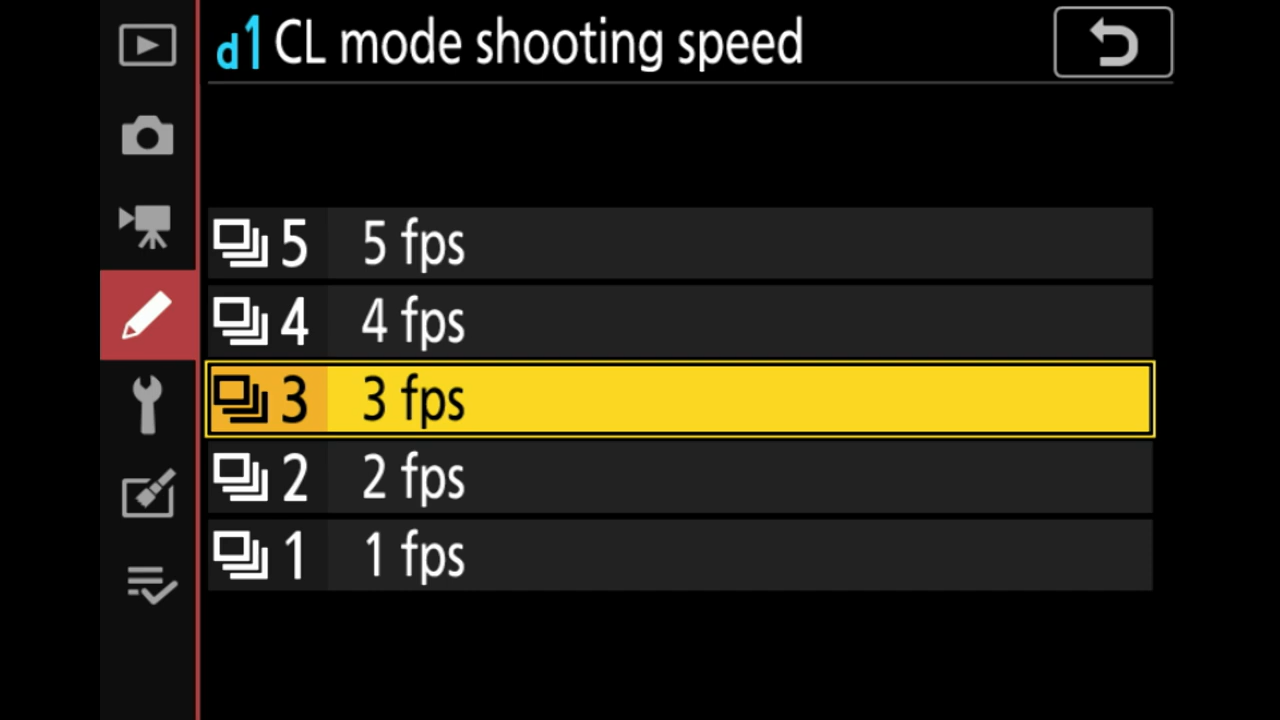 d1 CL mode shooting speed
5 5 fps
4 4 fps
3 3 fps
2 2 fps
1 1 fps